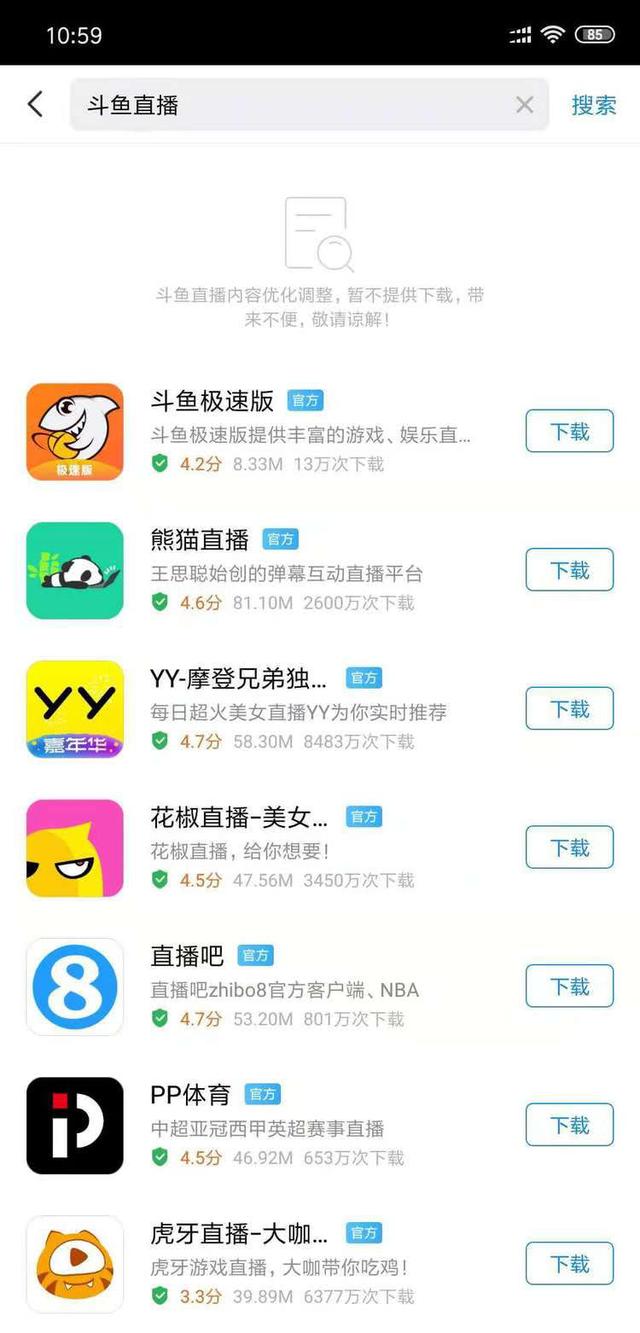 10:59
85
斗鱼直播
搜索
斗鱼直播内容优化调整，暂不提供下载，带
来不便，敬请谅解！
斗鱼极速版 官方
斗鱼极速版提供丰富的游戏、娱乐直...
4.2分 8.33M 13万次下载
下载
极速版
熊猫直播 官方
王思聪始创的弹幕互动直播平台
4.6分 81.10M 2600万次下载
下载
YY-摩登兄弟独... 官方
每日超火美女直播YY为你实时推荐
4.7分 58.30M 8483万次下载
下载
YY
嘉年华
花椒直播-美女... 官方
花椒直播，给你想要！
4.5分 47.56M 3450万次下载
下载
直播吧 官方
直播吧zhibo8官方客户端、NBA
4.7分 53.20M 801万次下载
下载
8
PP体育 官方
中超亚冠西甲英超赛事直播
4.5分 46.92M 653万次下载
下载
虎牙直播-大咖... 官方
虎牙游戏直播，大咖带你吃鸡！
3.3分 39.89M 6377万次下载
下载